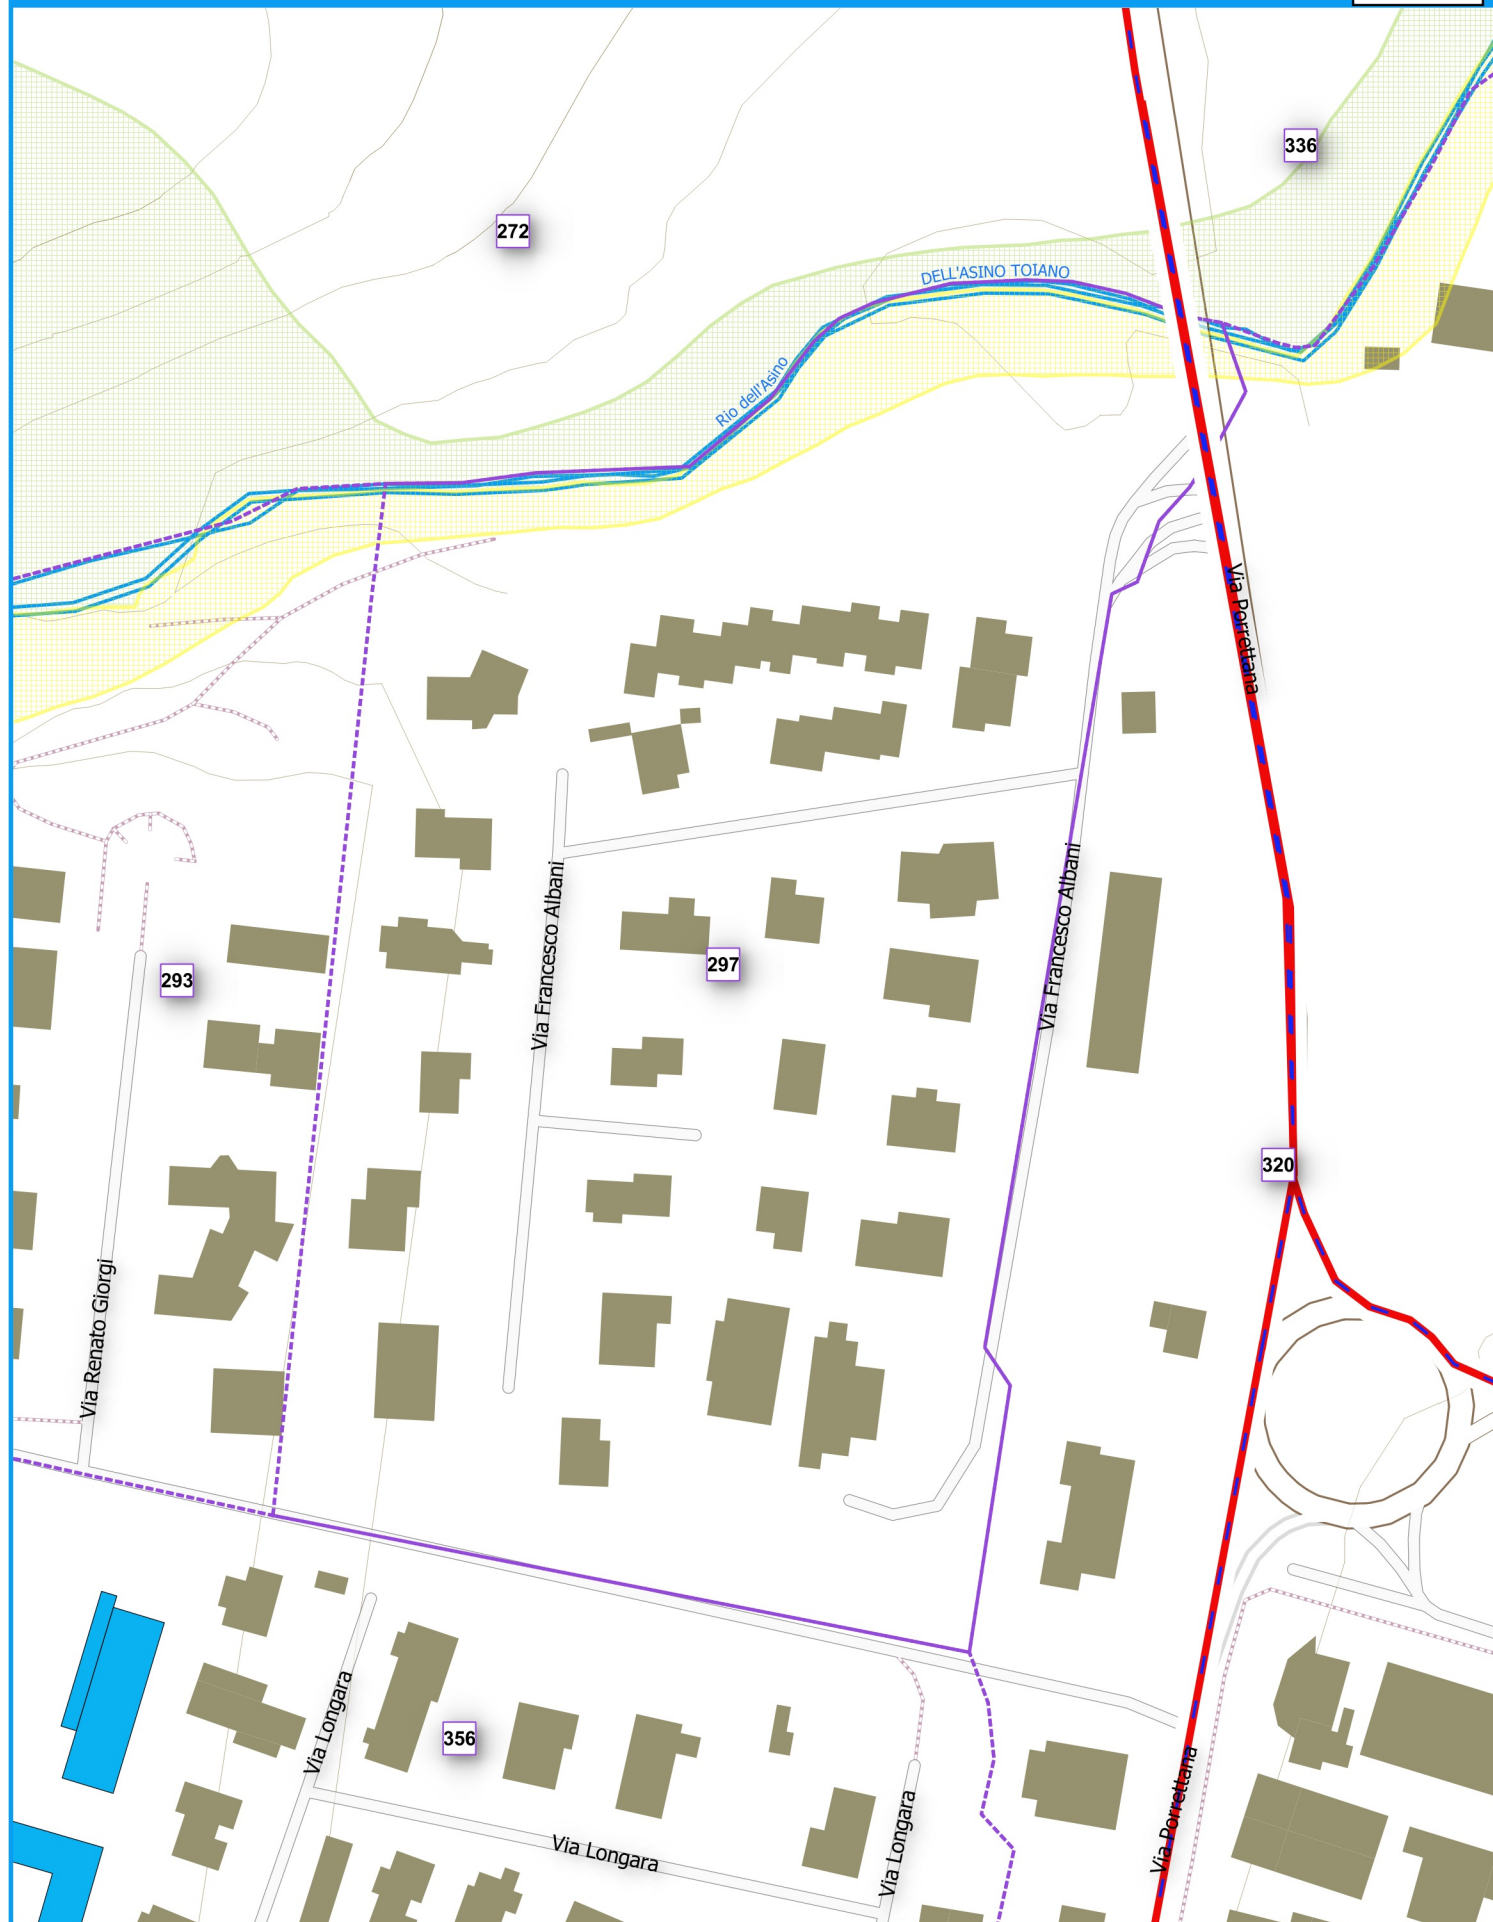 336
272
DELL'ASINO TOIANO
Rio dell'Asino
Via Porrettana
Via Francesco Albani
Via Francesco Albani
297
293
320
Via Renato Giorgi
Via Longara
356
Via Porrettana
Via Longara
Via Longara